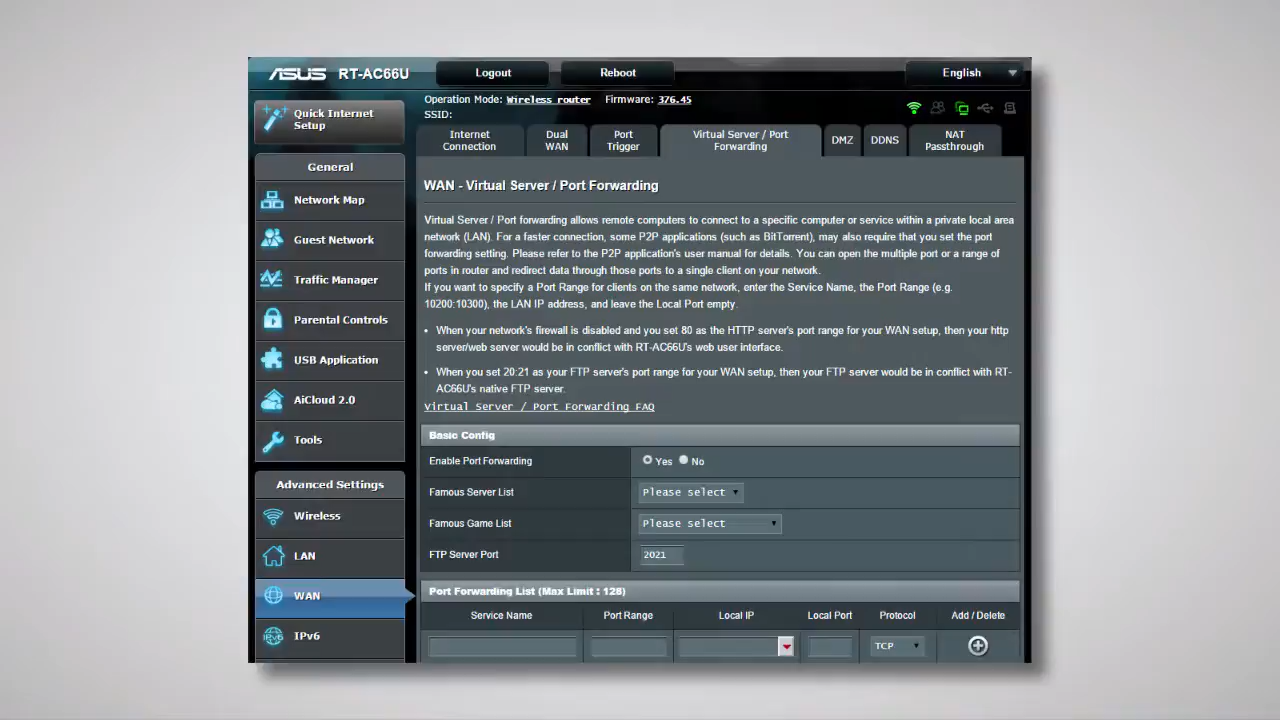 ASUS RT-AC66U Logout Reboot English
Operation Mode: Wireless router Firmware: 376.45
SSID:
Quick Internet
Setup
General
Network Map
Guest Network
Traffic Manager
Parental Controls
USB Application
AiCloud 2.0
Tools
Advanced Settings
Wireless
LAN
WAN
IPv6
Internet
Connection
Dual
WAN
Port
Trigger
Virtual Server / Port
Forwarding
DMZ
DDNS
NAT
Passthrough
WAN - Virtual Server / Port Forwarding
Virtual Server / Port forwarding allows remote computers to connect to a specific computer or service within a private local area
network (LAN). For a faster connection, some P2P applications (such as BitTorrent), may also require that you set the port
forwarding setting. Please refer to the P2P application's user manual for details. You can open the multiple port or a range of
ports in router and redirect data through those ports to a single client on your network.
If you want to specify a Port Range for clients on the same network, enter the Service Name, the Port Range (e.g.
10200:10300), the LAN IP address, and leave the Local Port empty.
• When your network's firewall is disabled and you set 80 as the HTTP server's port range for your WAN setup, then your http
server/web server would be in conflict with RT-AC66U's web user interface.
• When you set 20:21 as your FTP server's port range for your WAN setup, then your FTP server would be in conflict with RT-
AC66U's native FTP server.
Virtual Server / Port Forwarding FAQ
Basic Config
Enable Port Forwarding Yes No
Famous Server List Please select
Famous Game List Please select
FTP Server Port 2021
Port Forwarding List (Max Limit : 128)
Service Name Port Range Local IP Local Port Protocol Add / Delete
TCP